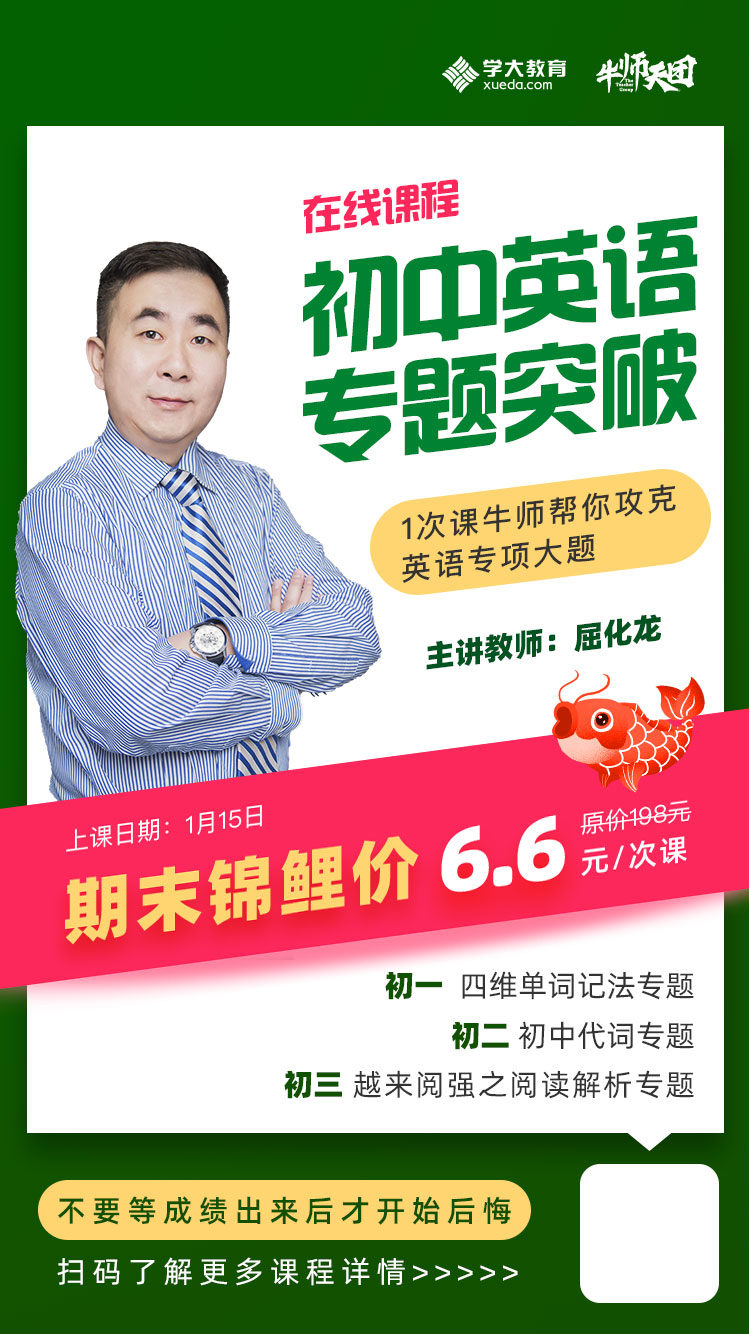 学大教育
xueda.com
牛师天团
The
Teacher
Group
在线课程
初中英语
专题突破
1次课牛师帮你攻克
英语专项大题
主讲教师：屈化龙
上课日期：1月15日
期末锦鲤价 6.6 原价198元
元/次课
初一 四维单词记法专题
初二 初中代词专题
初三 越来阅强之阅读解析专题
不要等成绩出来后才开始后悔
扫码了解更多课程详情>>>>>